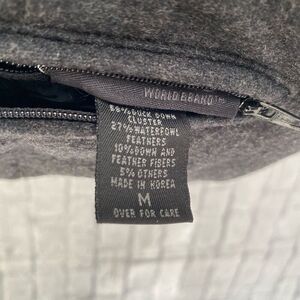 WORLD BRAND™
58% DUCK DOWN
CLUSTER
27% WATERFOWL
FEATHERS
10% DOWN AND
FEATHER FIBERS
5% OTHERS
MADE IN KOREA
M
OVER FOR CARE